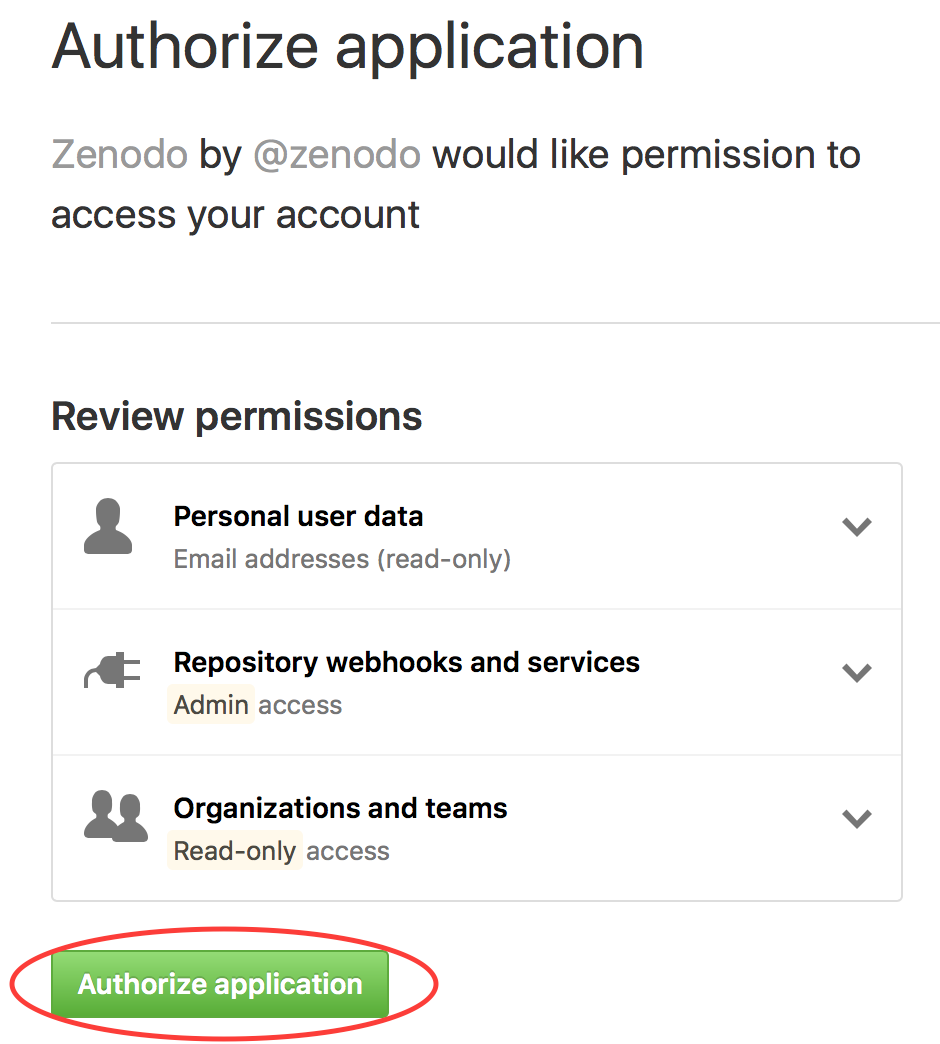 Authorize application
Zenodo by @zenodo would like permission to
access your account
Review permissions
Personal user data
Email addresses (read-only)
Repository webhooks and services
Admin access
Organizations and teams
Read-only access
Authorize application